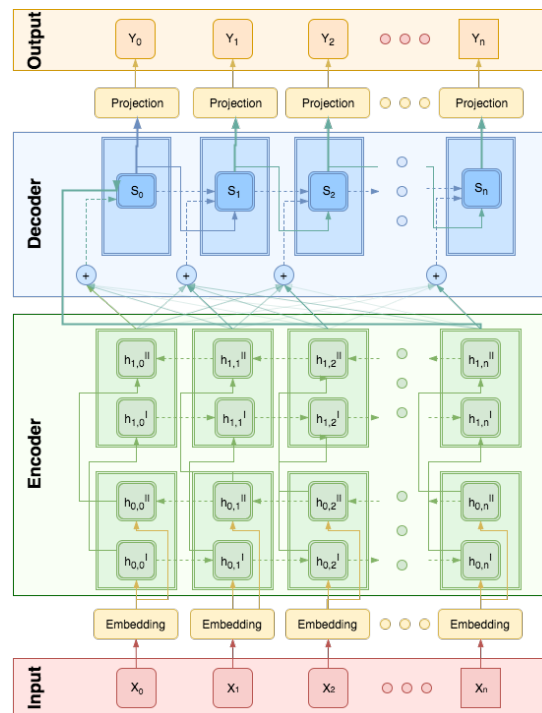 Output
Y₀ Y₁ Y₂ Yₙ
Projection Projection Projection Projection
Decoder
S₀ S₁ S₂ Sₙ
+ + + +
Encoder
h₁,₀ᴵᴵ h₁,₁ᴵᴵ h₁,₂ᴵᴵ h₁,ₙᴵᴵ
h₁,₀ᴵ h₁,₁ᴵ h₁,₂ᴵ h₁,ₙᴵ
h₀,₀ᴵᴵ h₀,₁ᴵᴵ h₀,₂ᴵᴵ h₀,ₙᴵᴵ
h₀,₀ᴵ h₀,₁ᴵ h₀,₂ᴵ h₀,ₙᴵ
Embedding Embedding Embedding Embedding
Input
X₀ X₁ X₂ Xₙ